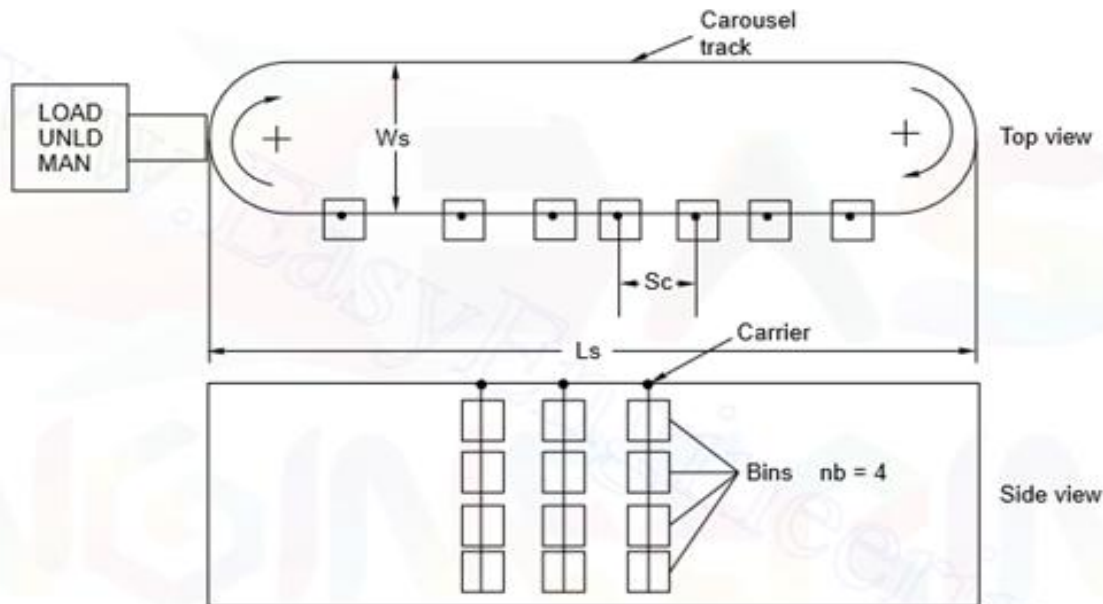 Carousel
track
LOAD
UNLD
MAN
Ws
Top view
Sc
Carrier
Ls
Bins nb = 4
Side view